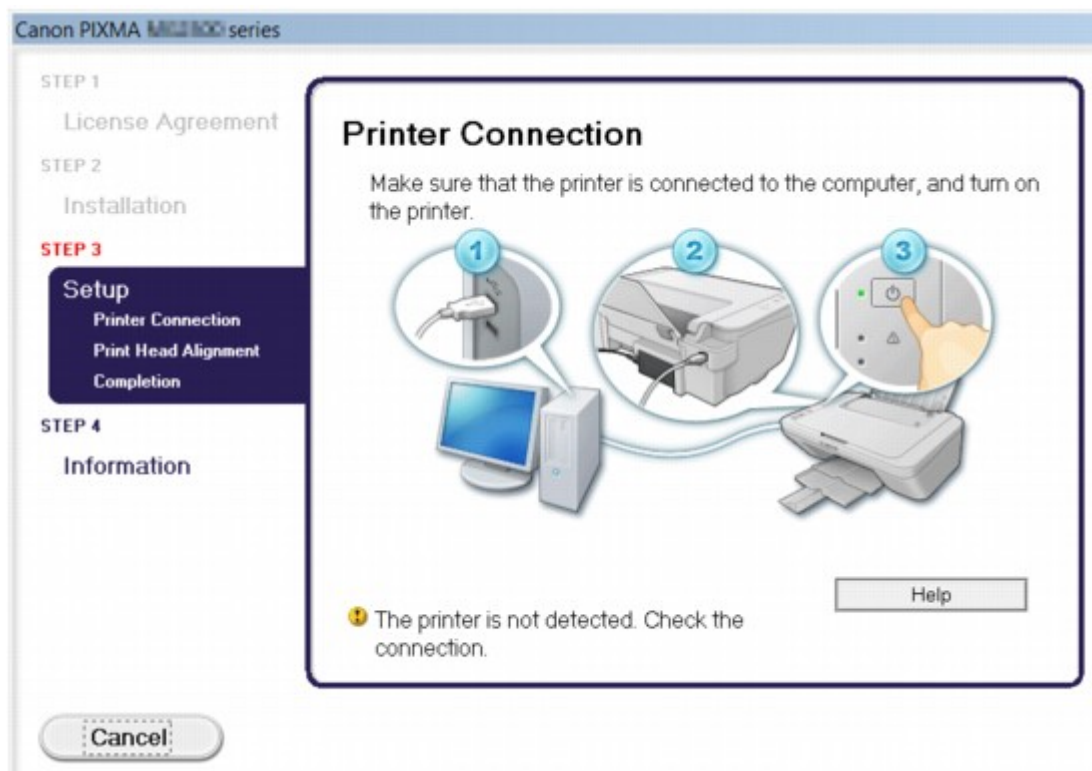 Canon PIXMA series
STEP 1
License Agreement
STEP 2
Installation
STEP 3
Setup
Printer Connection
Print Head Alignment
Completion
STEP 4
Information
Printer Connection
Make sure that the printer is connected to the computer, and turn on
the printer.
1
2
3
Help
The printer is not detected. Check the
connection.
Cancel